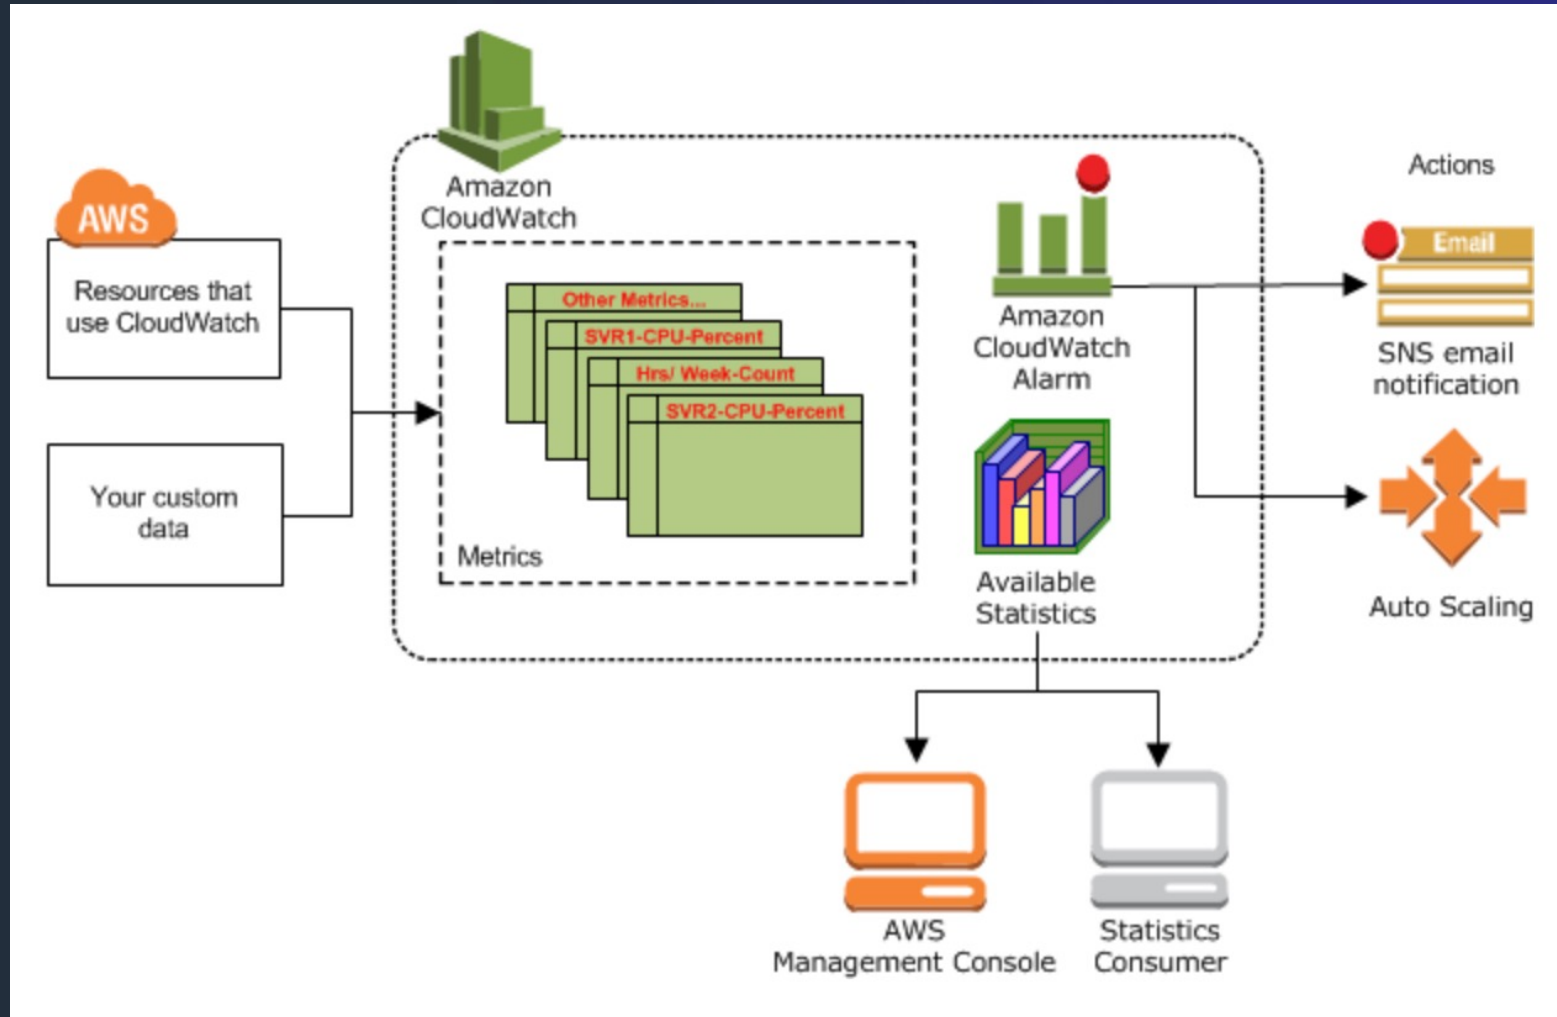 Amazon
CloudWatch
Actions
AWS
Resources that
use CloudWatch
Your custom
data
Other Metrics...
SVR1-CPU-Percent
Hrs/ Week-Count
SVR2-CPU-Percent
Metrics
Amazon
CloudWatch
Alarm
Available
Statistics
Email
SNS email
notification
Auto Scaling
AWS
Management Console
Statistics
Consumer